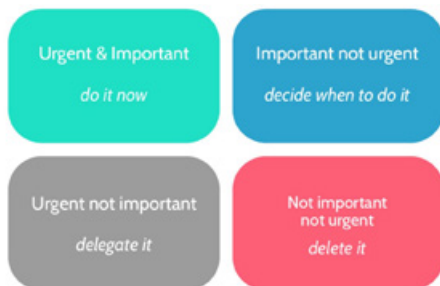 Urgent & Important
do it now
Important not urgent
decide when to do it
Urgent not important
delegate it
Not important
not urgent
delete it